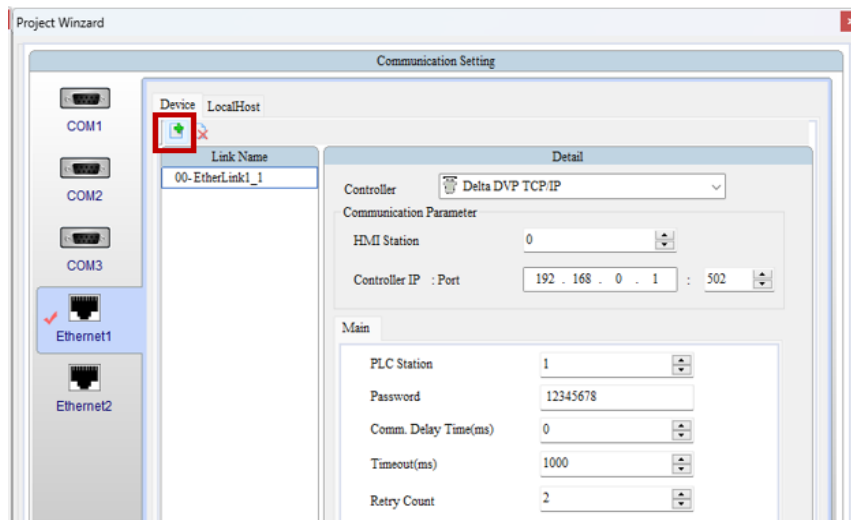 Project Winzard
Communication Setting
COM1
COM2
COM3
Ethernet1
Ethernet2
Device LocalHost
Link Name
00-EtherLink1_1
Detail
Controller Delta DVP TCP/IP
Communication Parameter
HMI Station 0
Controller IP : Port 192 . 168 . 0 . 1 : 502
Main
PLC Station 1
Password 12345678
Comm. Delay Time(ms) 0
Timeout(ms) 1000
Retry Count 2